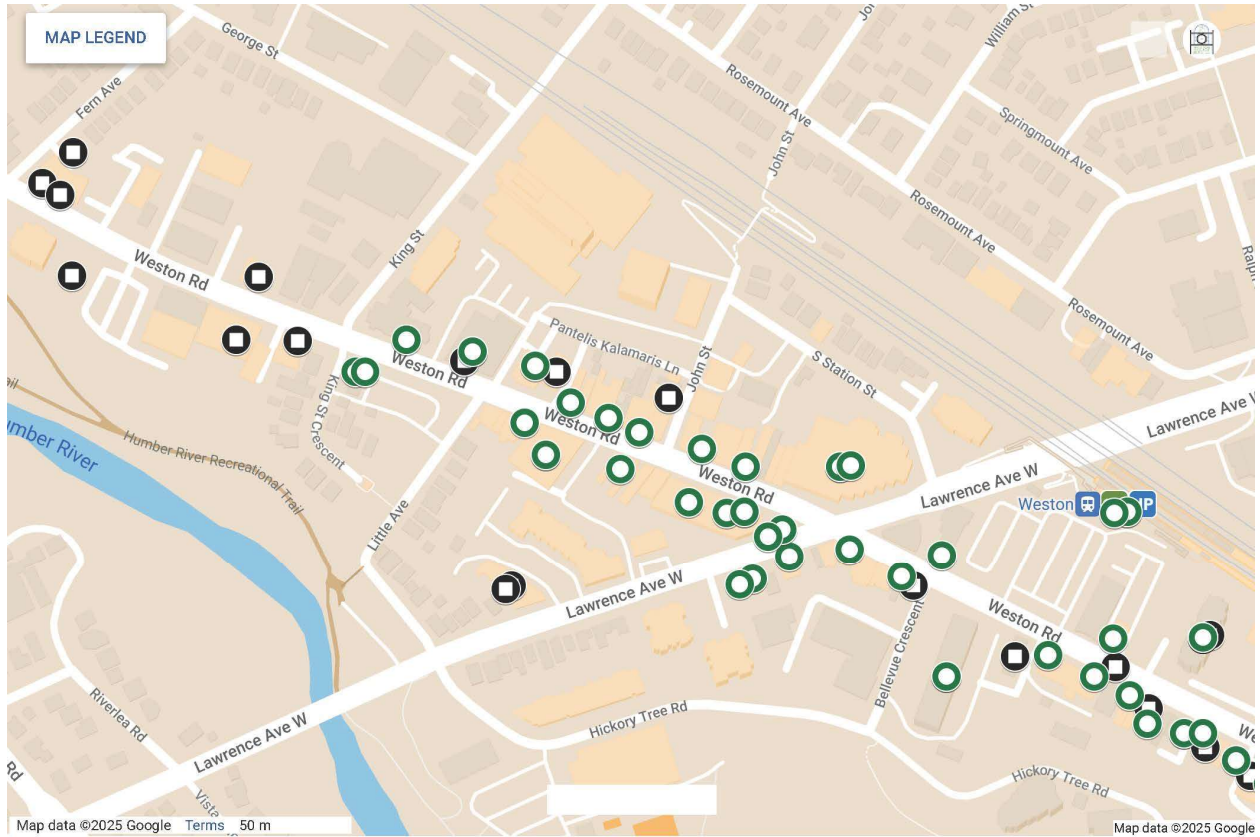 MAP LEGEND
George St
Fern Ave
Rosemount Ave
William St
John St
Springmount Ave
Rosemount Ave
Weston Rd
King St
Rosemount Ave
Pantelis Kalamaris Ln
John St
S Station St
Weston Rd
King St Crescent
Weston Rd
Lawrence Ave W
Humber River Recreational Trail
Weston Rd
Lawrence Ave W
Weston
Little Ave
Lawrence Ave W
Weston Rd
Bellevue Crescent
Riverlea Rd
Hickory Tree Rd
Lawrence Ave W
Hickory Tree Rd
Rd
Map data ©2025 Google Terms 50 m
Map data ©2025 Google